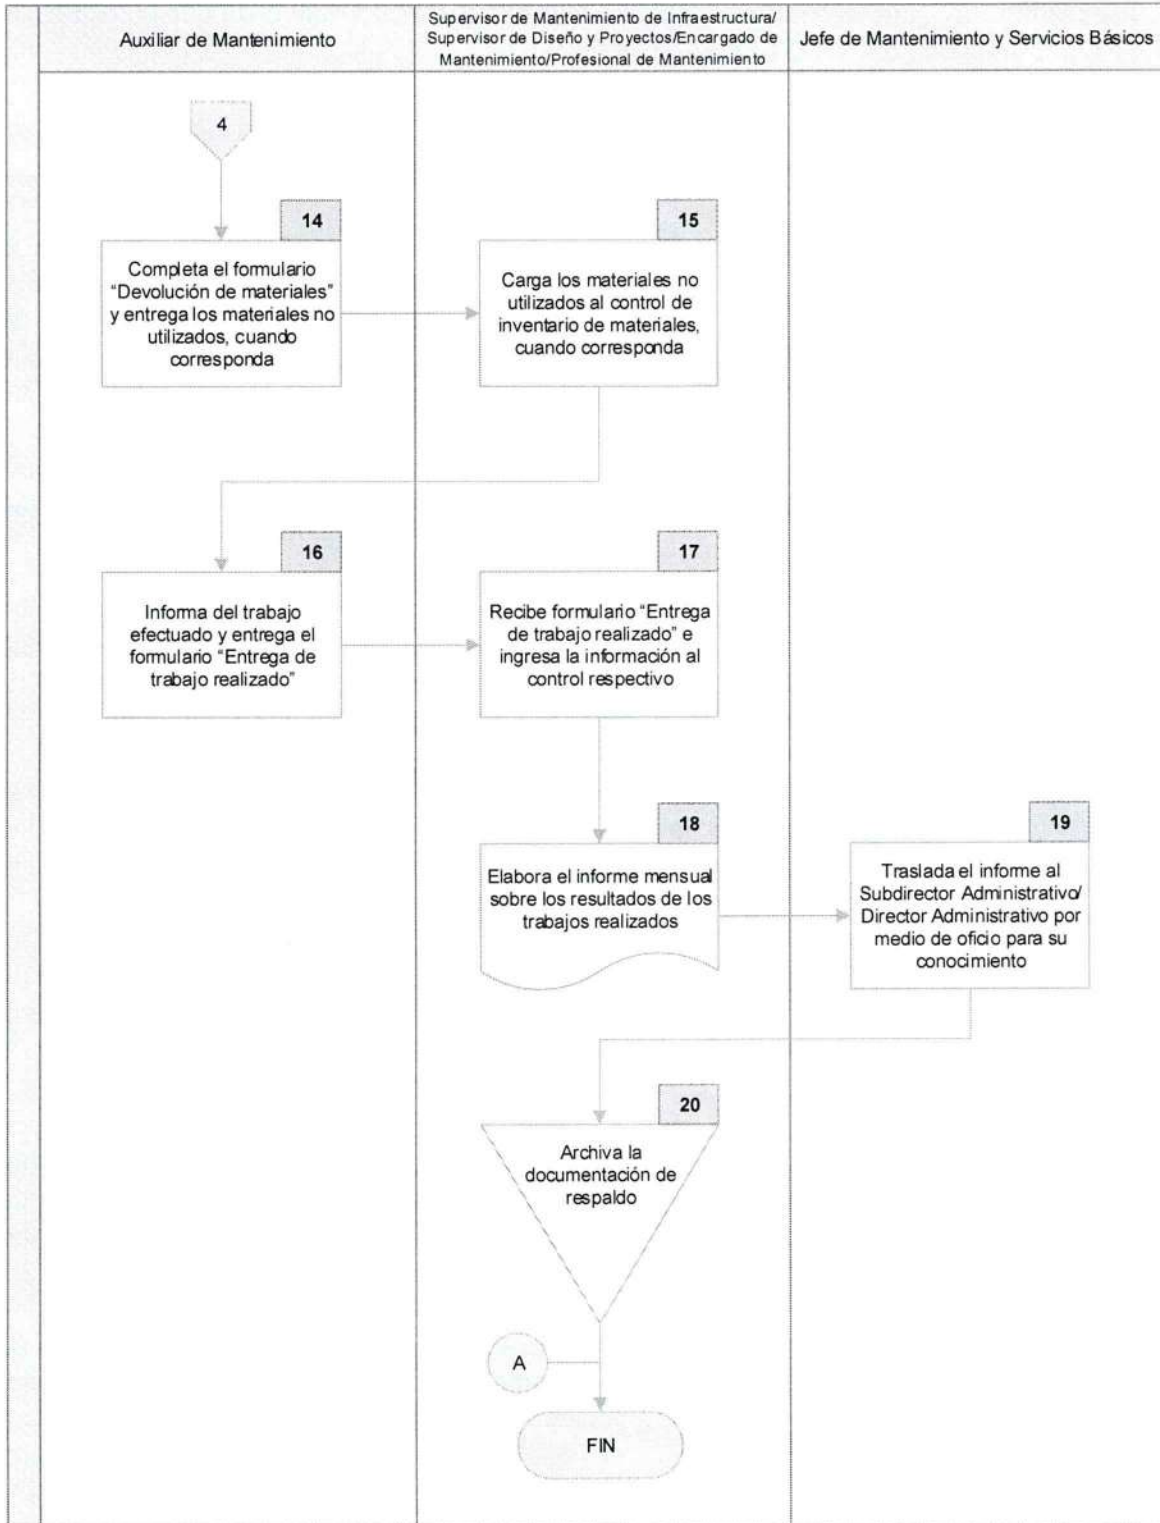 Auxiliar de Mantenimiento
Supervisor de Mantenimiento de Infraestructura/
Supervisor de Diseño y Proyectos/Encargado de
Mantenimiento/Profesional de Mantenimiento
Jefe de Mantenimiento y Servicios Básicos
4
14
Completa el formulario
“Devolución de materiales”
y entrega los materiales no
utilizados, cuando
corresponda
15
Carga los materiales no
utilizados al control de
inventario de materiales,
cuando corresponda
16
Informa del trabajo
efectuado y entrega el
formulario “Entrega de
trabajo realizado”
17
Recibe formulario “Entrega
de trabajo realizado” e
ingresa la información al
control respectivo
18
Elabora el informe mensual
sobre los resultados de los
trabajos realizados
19
Traslada el informe al
Subdirector Administrativo/
Director Administrativo por
medio de oficio para su
conocimiento
20
Archiva la
documentación de
respaldo
A
FIN